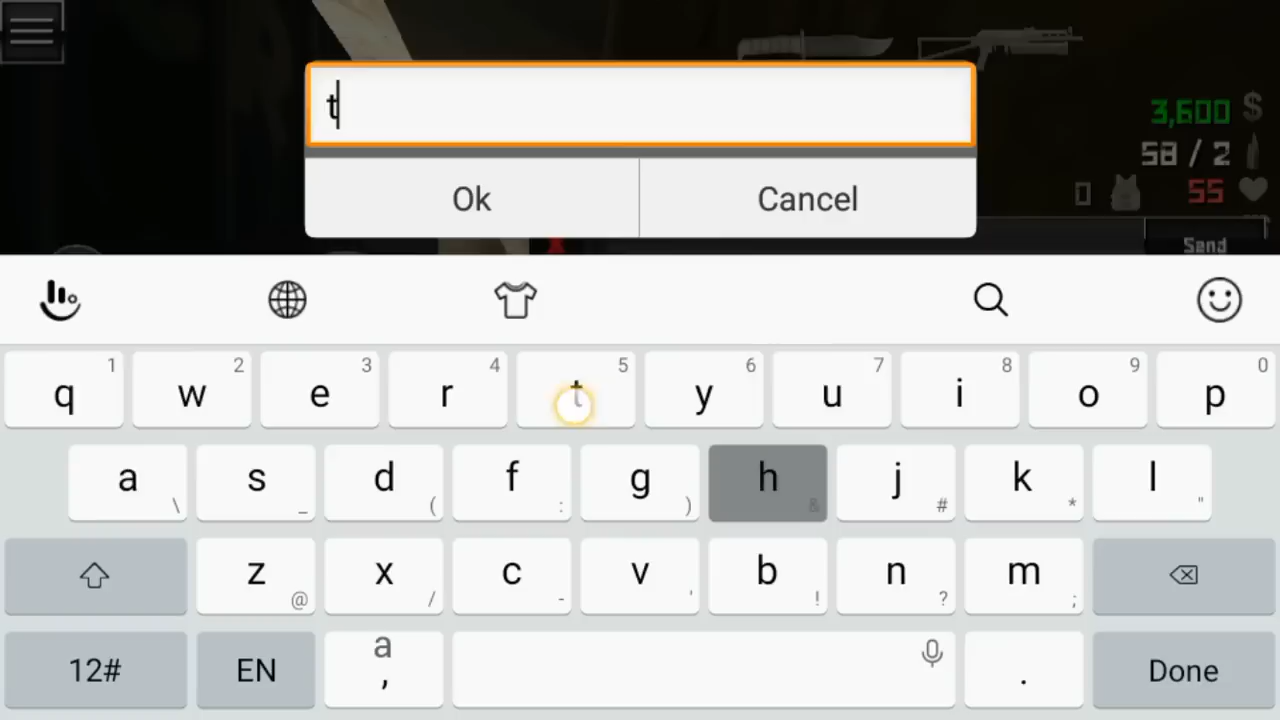 t
Ok
Cancel
3,600 $
58 / 2
0
55
Send
1 2 3 4 5 6 7 8 9 0
q w e r t y u i o p
a s d f g h j k l
\ _ ( : ) & # * "
z x c v b n m
@ / - ' ! ? ;
12# EN a , . Done